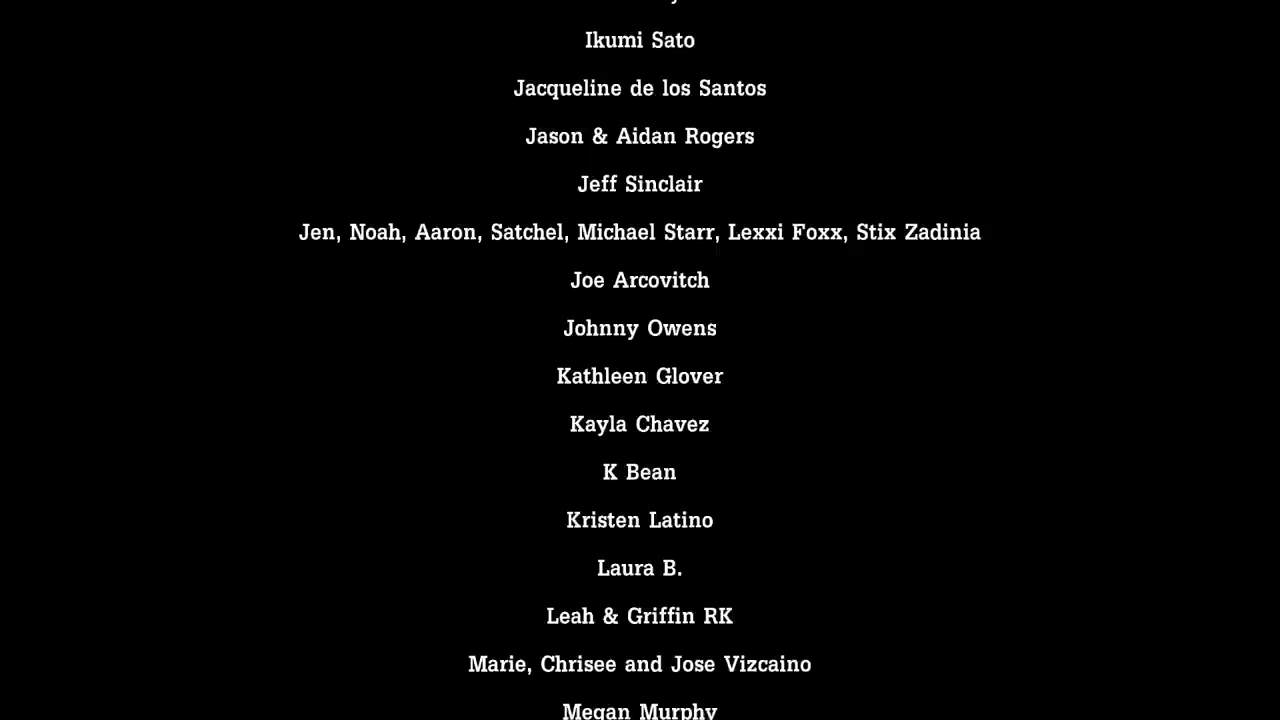 Ikumi Sato
Jacqueline de los Santos
Jason & Aidan Rogers
Jeff Sinclair
Jen, Noah, Aaron, Satchel, Michael Starr, Lexxi Foxx, Stix Zadinia
Joe Arcovitch
Johnny Owens
Kathleen Glover
Kayla Chavez
K Bean
Kristen Latino
Laura B.
Leah & Griffin RK
Marie, Chrisee and Jose Vizcaino
Megan Murphy